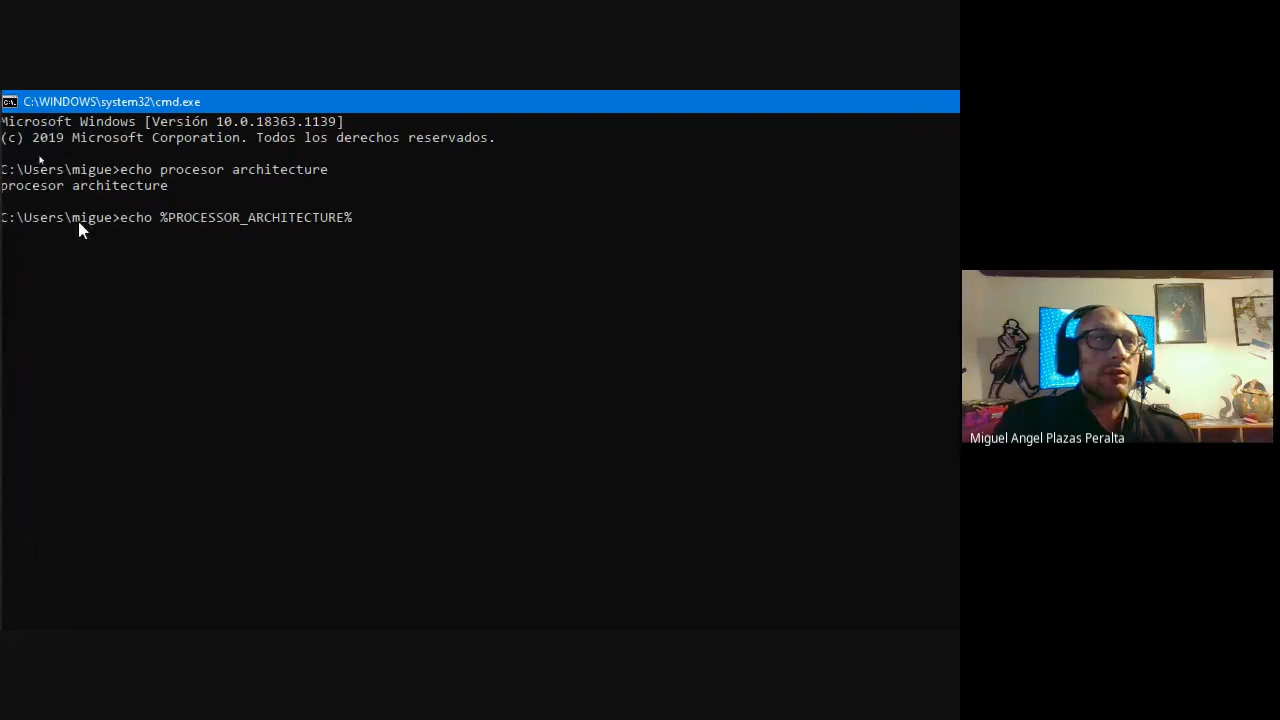 C:\WINDOWS\system32\cmd.exe
Microsoft Windows [Versión 10.0.18363.1139]
(c) 2019 Microsoft Corporation. Todos los derechos reservados.
C:\Users\migue>echo procesor architecture
procesor architecture
C:\Users\migue>echo %PROCESSOR_ARCHITECTURE%
Miguel Angel Plazas Peralta